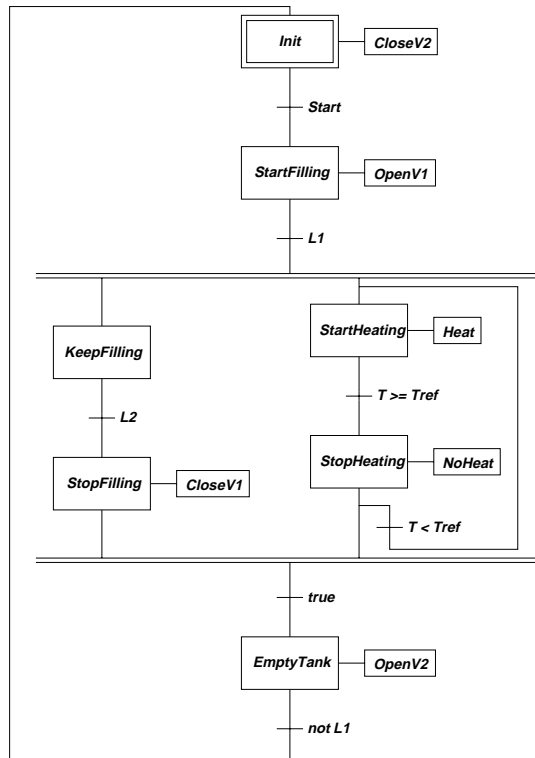 Init
CloseV2
Start
StartFilling
OpenV1
L1
StartHeating
Heat
KeepFilling
T >= Tref
L2
StopHeating
NoHeat
StopFilling
CloseV1
T < Tref
true
EmptyTank
OpenV2
not L1